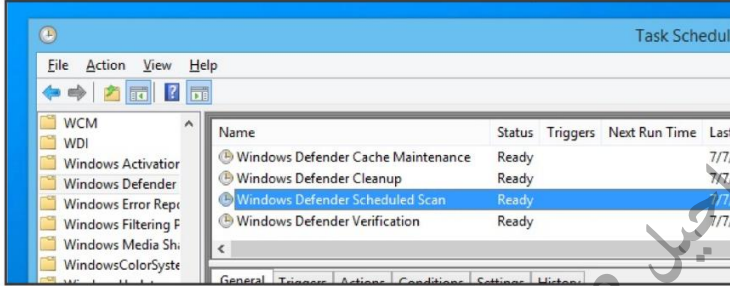 Task Schedul
File Action View Help
WCM
WDI
Windows Activation
Windows Defender
Windows Error Repo
Windows Filtering P
Windows Media Sha
WindowsColorSyste
Name Status Triggers Next Run Time Last
Windows Defender Cache Maintenance Ready 7/7/
Windows Defender Cleanup Ready 7/7/
Windows Defender Scheduled Scan Ready 7/7/
Windows Defender Verification Ready 7/7/
General Triggers Actions Conditions Settings History